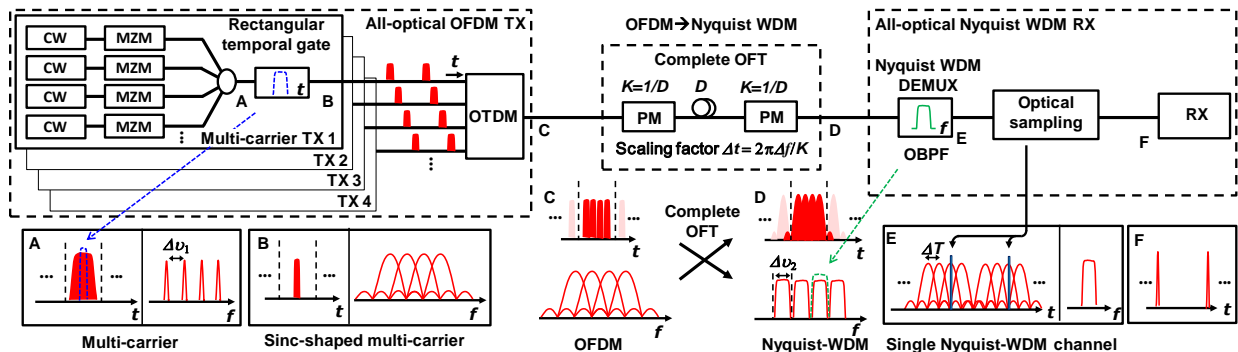 Rectangular
temporal gate
All-optical OFDM TX
OFDM→Nyquist WDM
All-optical Nyquist WDM RX
CW
MZM
CW
MZM
CW
MZM
CW
MZM
⋮
A
t
B
Multi-carrier TX 1
TX 2
TX 3
TX 4
t
⋮
OTDM
C
Complete OFT
K=1/D
D
K=1/D
PM
PM
Scaling factor Δt = 2πΔf/K
D
Nyquist WDM
DEMUX
f
OBPF
E
Optical
sampling
F
RX
A
...
...
t
Δυ1
f
Multi-carrier
B
...
...
t
f
Sinc-shaped multi-carrier
C
...
...
t
f
OFDM
Complete
OFT
D
...
...
t
Δυ2
f
Nyquist-WDM
E
ΔT
...
...
t
f
Single Nyquist-WDM channel
F
...
...
t